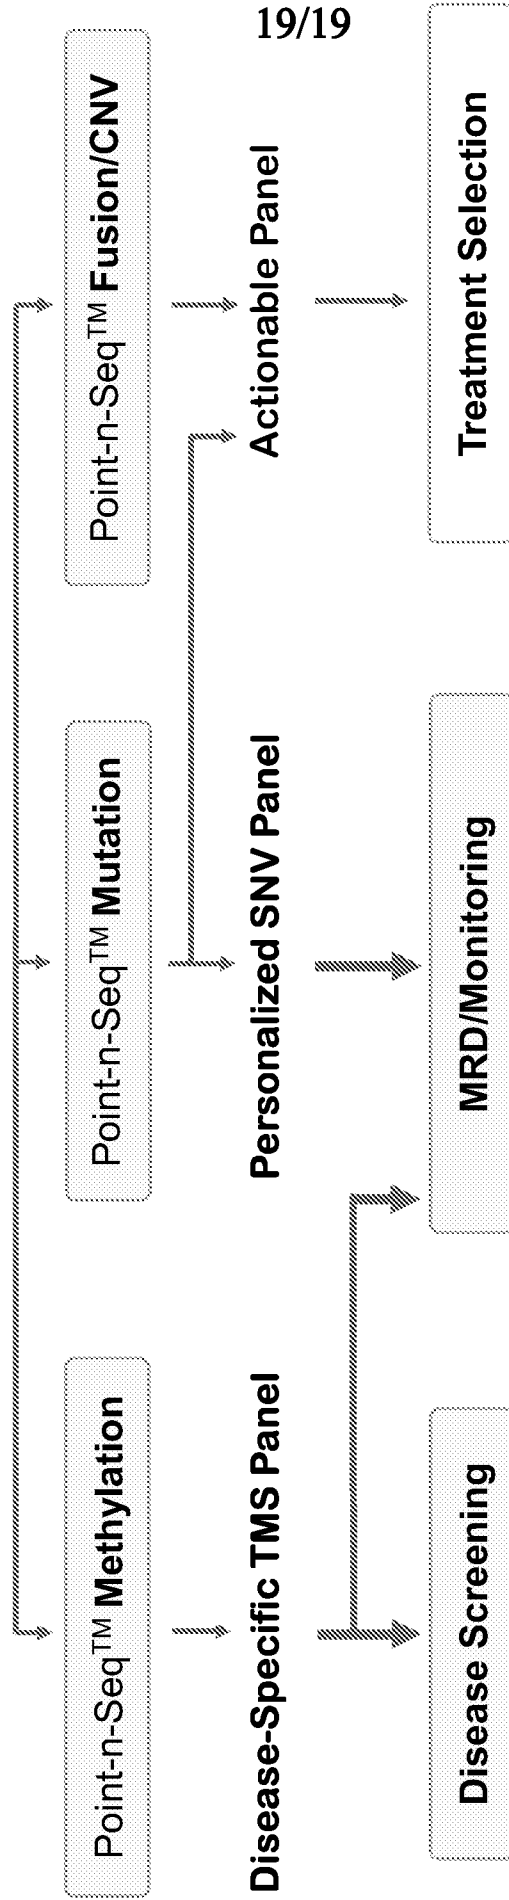 19/19
Point-n-Seq™ Methylation
Point-n-Seq™ Mutation
Point-n-Seq™ Fusion/CNV
Disease-Specific TMS Panel
Personalized SNV Panel
Actionable Panel
Disease Screening
MRD/Monitoring
Treatment Selection